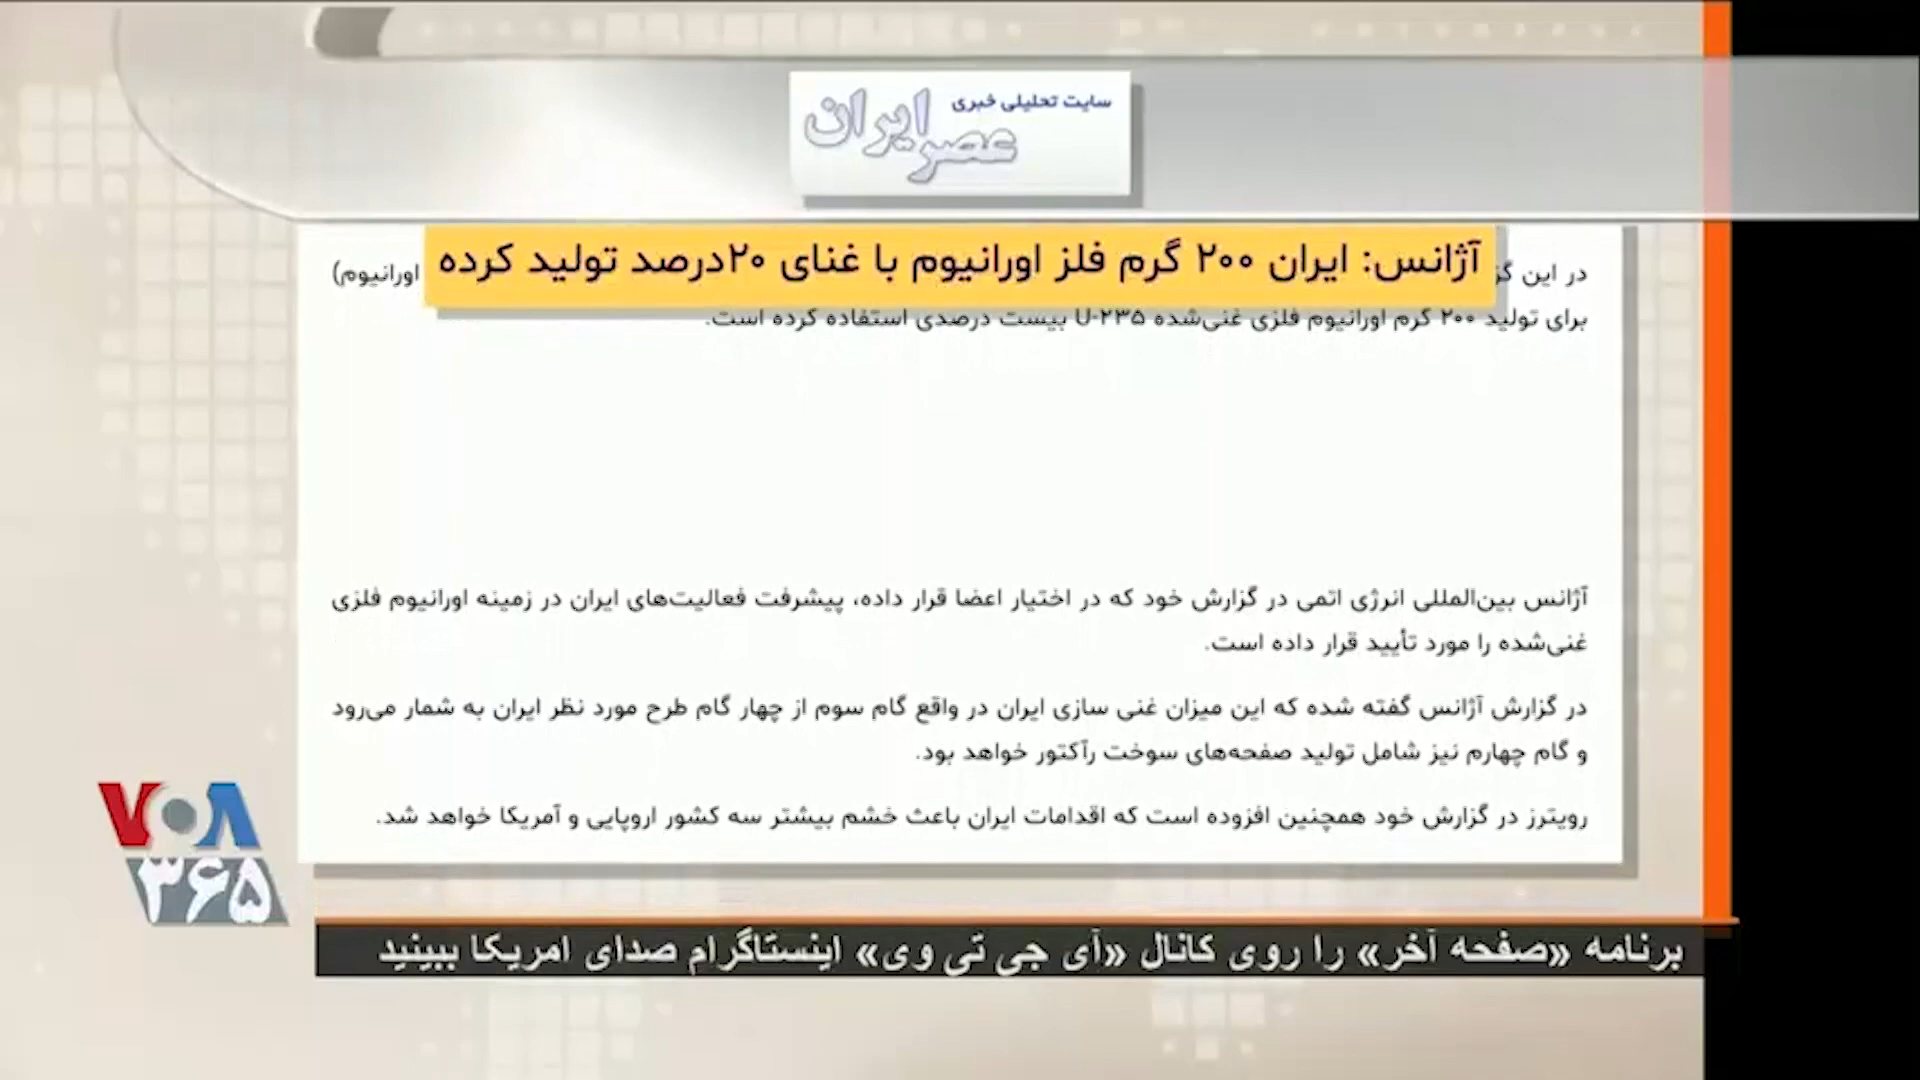 سایت تحلیلی خبری
عصر ایران
آژانس: ایران ۲۰۰ گرم فلز اورانیوم با غنای ۲۰درصد تولید کرده
در این گز
اورانیوم)
برای تولید ۲۰۰ گرم اورانیوم فلزی غنی‌شده U-۲۳۵ بیست درصدی استفاده کرده است.
آژانس بین‌المللی انرژی اتمی در گزارش خود که در اختیار اعضا قرار داده، پیشرفت فعالیت‌های ایران در زمینه اورانیوم فلزی
غنی‌شده را مورد تأیید قرار داده است.
در گزارش آژانس گفته شده که این میزان غنی سازی ایران در واقع گام سوم از چهار گام طرح مورد نظر ایران به شمار می‌رود
و گام چهارم نیز شامل تولید صفحه‌های سوخت رآکتور خواهد بود.
رویترز در گزارش خود همچنین افزوده است که اقدامات ایران باعث خشم بیشتر سه کشور اروپایی و آمریکا خواهد شد.
VOA
۳۶۵
برنامه «صفحه آخر» را روی کانال «آی جی تی وی» اینستاگرام صدای امریکا ببینید